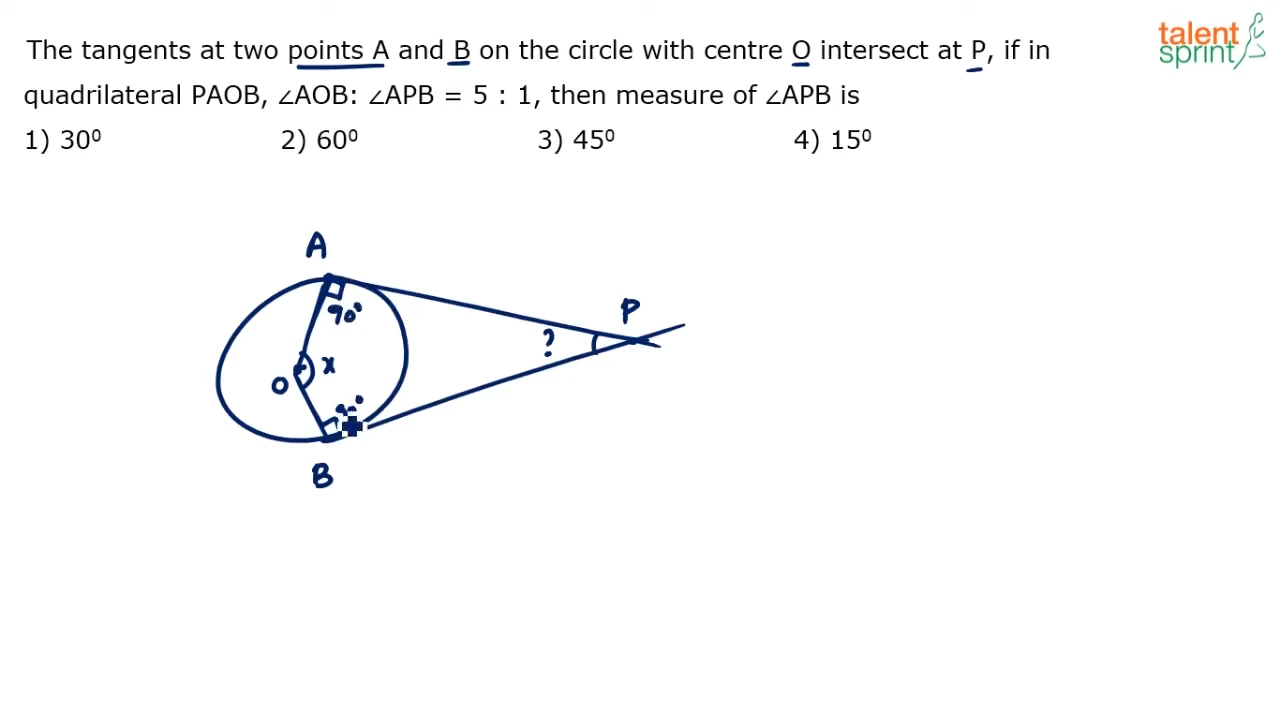 talent
sprint
The tangents at two points A and B on the circle with centre O intersect at P, if in
quadrilateral PAOB, ∠AOB: ∠APB = 5 : 1, then measure of ∠APB is
1) 30⁰ 2) 60⁰ 3) 45⁰ 4) 15⁰
A
90°
P
?
x
O
90°
B